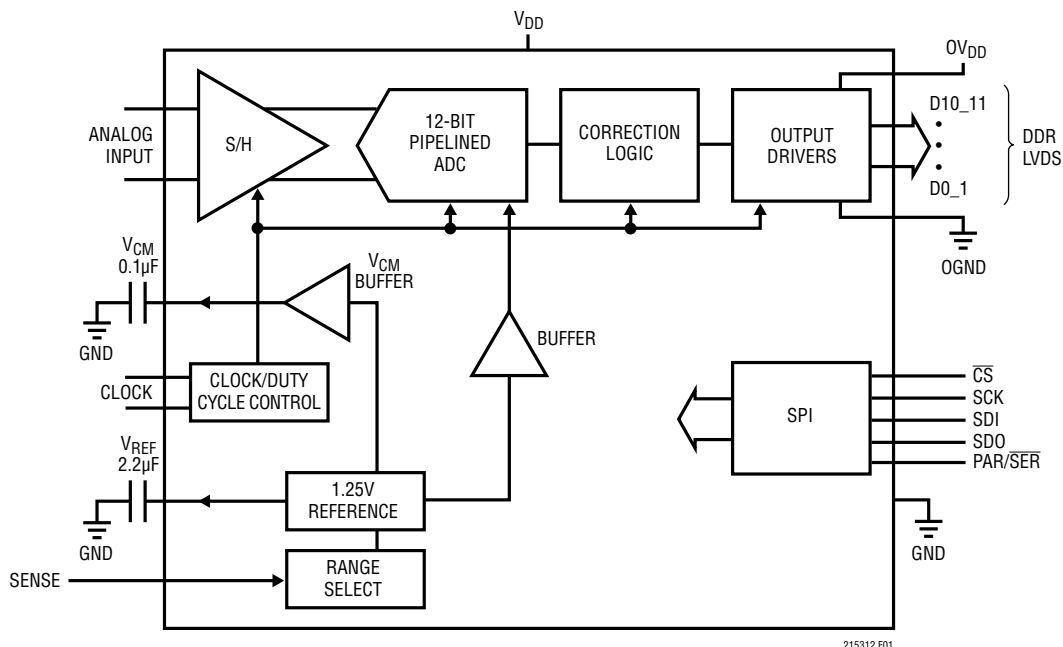 VDD
OVDD
ANALOG
INPUT
S/H
12-BIT
PIPELINED
ADC
CORRECTION
LOGIC
OUTPUT
DRIVERS
D10_11
•
•
•
D0_1
DDR
LVDS
OGND
VCM
0.1µF
GND
VCM
BUFFER
BUFFER
CLOCK
CLOCK/DUTY
CYCLE CONTROL
SPI
C̅S̅
SCK
SDI
SDO
PAR/S̅E̅R̅
VREF
2.2µF
GND
1.25V
REFERENCE
GND
SENSE
RANGE
SELECT
215312 F01